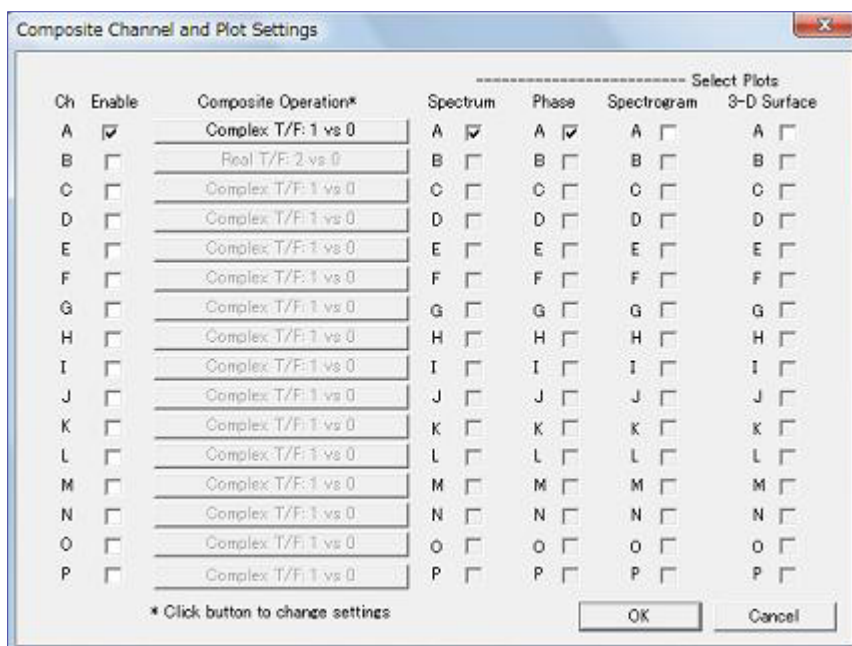 Composite Channel and Plot Settings
------------------------- Select Plots
Ch Enable Composite Operation* Spectrum Phase Spectrogram 3-D Surface
A Complex T/F: 1 vs 0 A A A A
B Real T/F: 2 vs 0 B B B B
C Complex T/F: 1 vs 0 C C C C
D Complex T/F: 1 vs 0 D D D D
E Complex T/F: 1 vs 0 E E E E
F Complex T/F: 1 vs 0 F F F F
G Complex T/F: 1 vs 0 G G G G
H Complex T/F: 1 vs 0 H H H H
I Complex T/F: 1 vs 0 I I I I
J Complex T/F: 1 vs 0 J J J J
K Complex T/F: 1 vs 0 K K K K
L Complex T/F: 1 vs 0 L L L L
M Complex T/F: 1 vs 0 M M M M
N Complex T/F: 1 vs 0 N N N N
O Complex T/F: 1 vs 0 O O O O
P Complex T/F: 1 vs 0 P P P P
* Click button to change settings OK Cancel